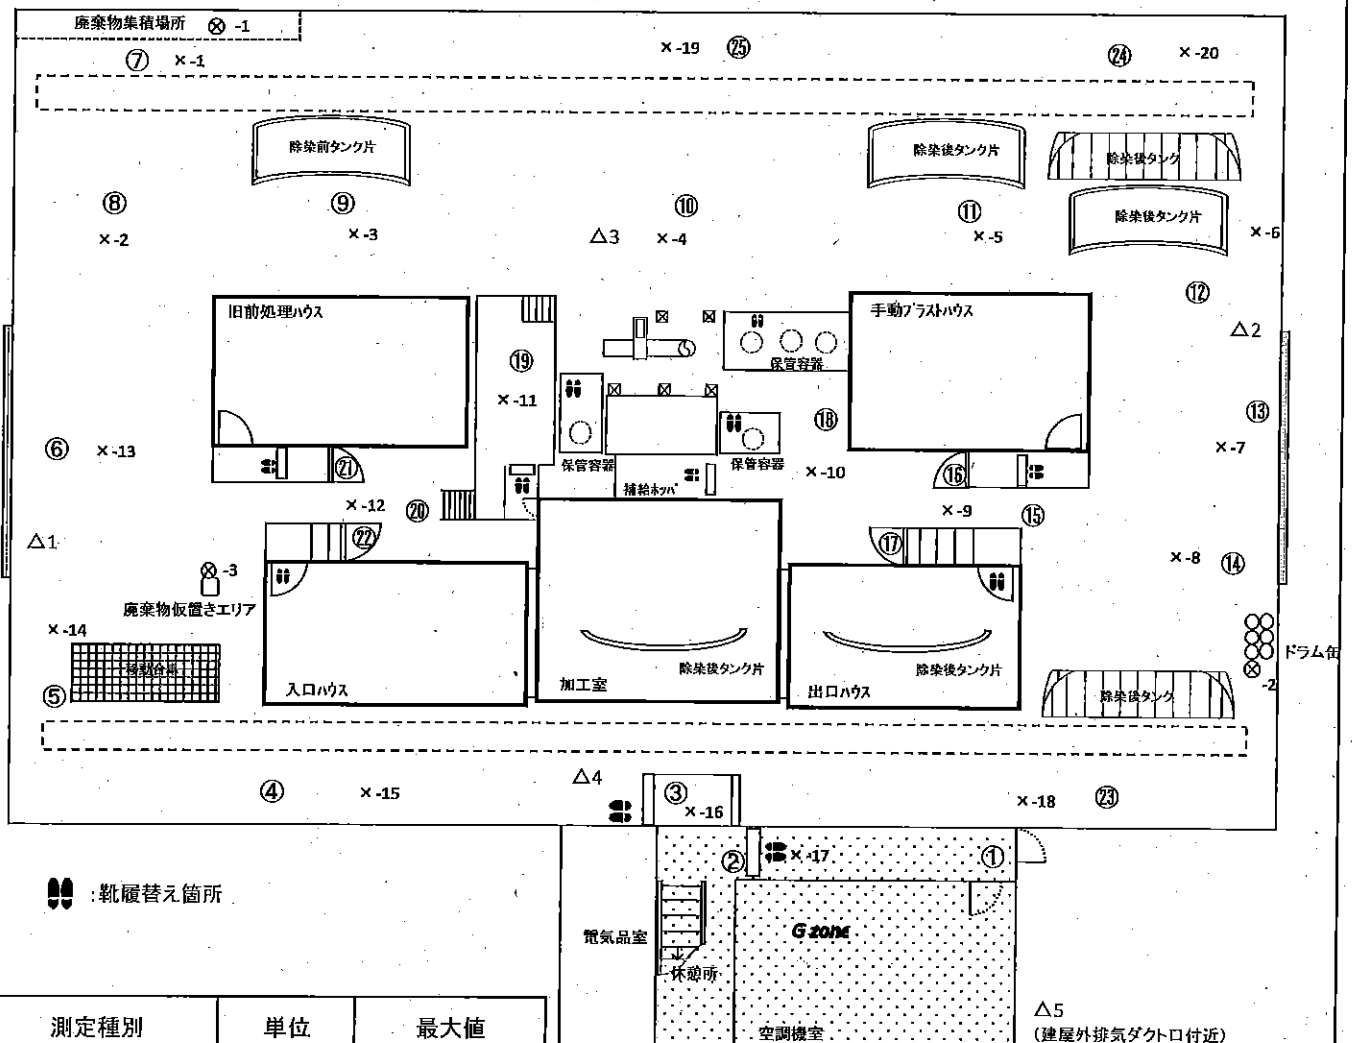 廃棄物集積場所 ⊗ -1
⑦ ×-1
×-19 ㉕
㉔ ×-20
除染前タンク片
除染後タンク片
除染後タンク
除染後タンク片
⑧
×-2
⑨
×-3
△3
⑩
×-4
⑪
×-5
×-6
⑫
△2
旧前処理ハウス
手動ブラストハウス
保管容器
⑲
×-11
⑱
⑬
×-7
⑥ ×-13
㉑
保管容器
保管容器
×-10
⑯
補給ホッパ
×-12 ⑳
×-9 ⑮
△1
㉒
⑰
×-8 ⑭
⊗ -3
廃棄物仮置きエリア
×-14
ドラム缶
⊗
-2
⑤
入口ハウス
加工室
除染後タンク片
出口ハウス
除染後タンク片
除染後タンク
④ ×-15
△4
③
×-16
×-18 ㉓
② ×-17 ①
:靴履替え箇所
電気品室
G zone
休憩所
空調機室
△5
(建屋外排気ダクト口付近)
測定種別 単位 最大値